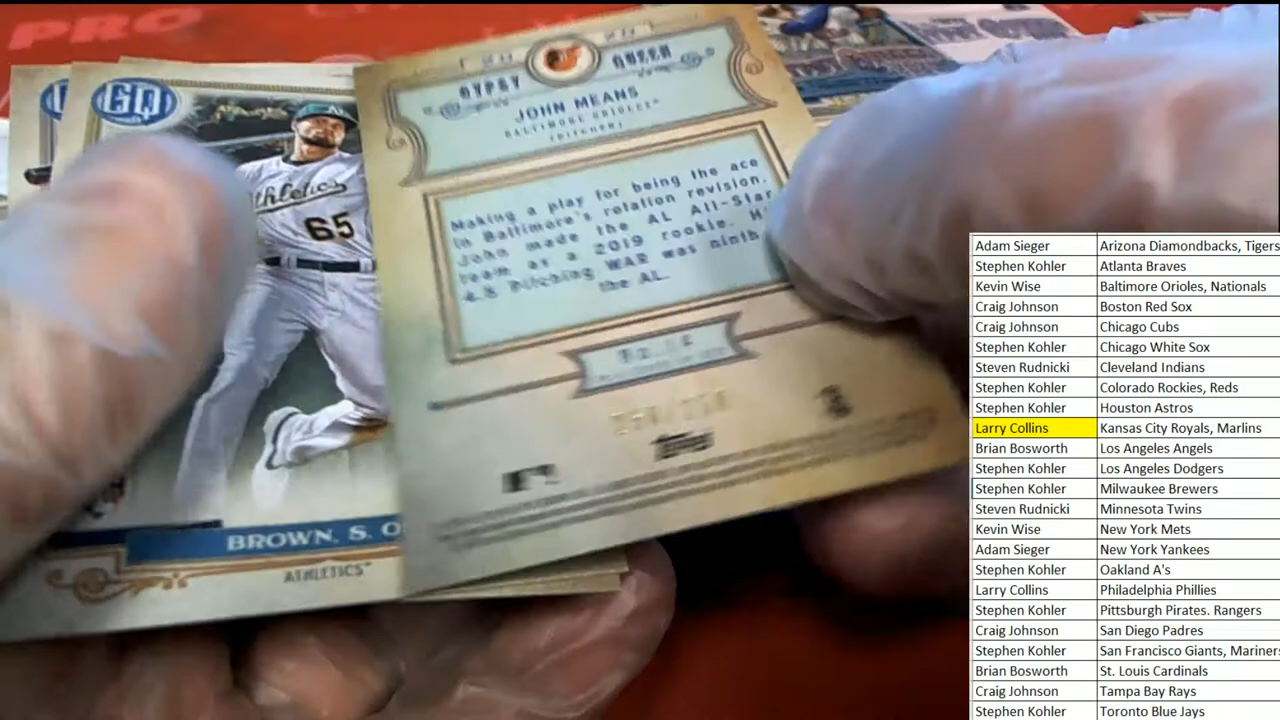 PRO
GQ
Athletics
65
BROWN, S. O
ATHLETICS™
GYPSY QUEEN
JOHN MEANS
BALTIMORE ORIOLES™
(PITCHER)
Making a play for being the ace
in Baltimore's rotation revision.
John made the AL All-Star
team as a 2019 rookie. Hi
4.8 Pitching WAR was ninth
the AL.
Topps
Adam Sieger Arizona Diamondbacks, Tigers
Stephen Kohler Atlanta Braves
Kevin Wise Baltimore Orioles, Nationals
Craig Johnson Boston Red Sox
Craig Johnson Chicago Cubs
Stephen Kohler Chicago White Sox
Steven Rudnicki Cleveland Indians
Stephen Kohler Colorado Rockies, Reds
Stephen Kohler Houston Astros
Larry Collins Kansas City Royals, Marlins
Brian Bosworth Los Angeles Angels
Stephen Kohler Los Angeles Dodgers
Stephen Kohler Milwaukee Brewers
Steven Rudnicki Minnesota Twins
Kevin Wise New York Mets
Adam Sieger New York Yankees
Stephen Kohler Oakland A's
Larry Collins Philadelphia Phillies
Stephen Kohler Pittsburgh Pirates. Rangers
Craig Johnson San Diego Padres
Stephen Kohler San Francisco Giants, Mariners
Brian Bosworth St. Louis Cardinals
Craig Johnson Tampa Bay Rays
Stephen Kohler Toronto Blue Jays